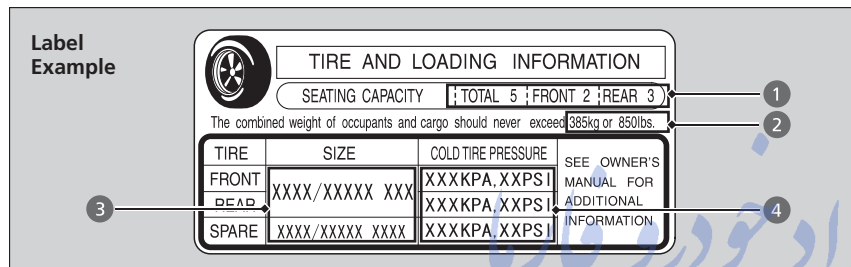 Label
Example
TIRE AND LOADING INFORMATION
SEATING CAPACITY TOTAL 5 FRONT 2 REAR 3
1
The combined weight of occupants and cargo should never exceed 385kg or 850lbs.
2
TIRE SIZE COLD TIRE PRESSURE SEE OWNER'S MANUAL FOR ADDITIONAL INFORMATION
FRONT XXXX/XXXXX XXX XXXKPA,XXPSI
REAR XXXKPA,XXPSI
3
4
SPARE XXXX/XXXXX XXXX XXXKPA,XXPSI